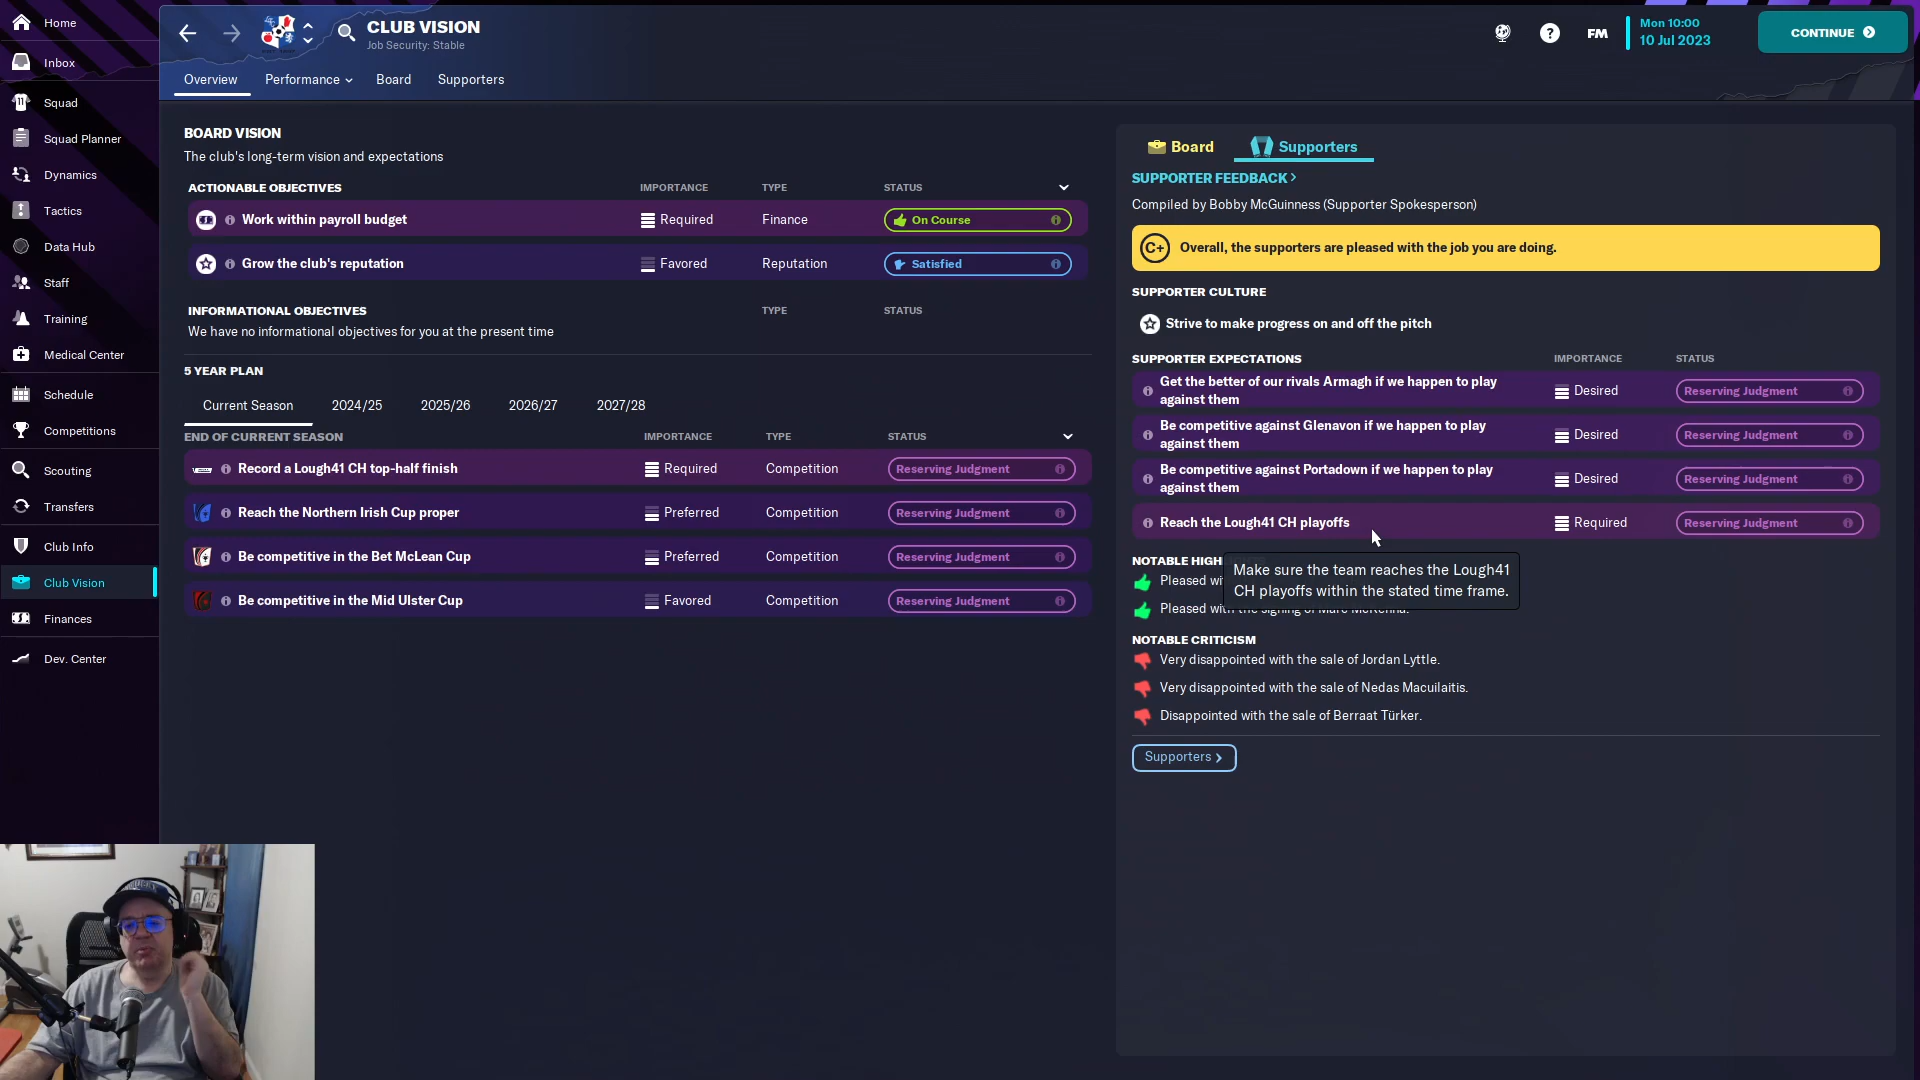 Home
Inbox
Squad
Squad Planner
Dynamics
Tactics
Data Hub
Staff
Training
Medical Center
Schedule
Competitions
Scouting
Transfers
Club Info
Club Vision
Finances
Dev. Center
CLUB VISION
Job Security: Stable
FM
Mon 10:00
10 Jul 2023
CONTINUE
Overview Performance Board Supporters
BOARD VISION
The club's long-term vision and expectations
ACTIONABLE OBJECTIVES IMPORTANCE TYPE STATUS
Work within payroll budget Required Finance On Course
Grow the club's reputation Favored Reputation Satisfied
INFORMATIONAL OBJECTIVES TYPE STATUS
We have no informational objectives for you at the present time
5 YEAR PLAN
Current Season 2024/25 2025/26 2026/27 2027/28
END OF CURRENT SEASON IMPORTANCE TYPE STATUS
Record a Lough41 CH top-half finish Required Competition Reserving Judgment
Reach the Northern Irish Cup proper Preferred Competition Reserving Judgment
Be competitive in the Bet McLean Cup Preferred Competition Reserving Judgment
Be competitive in the Mid Ulster Cup Favored Competition Reserving Judgment
Board Supporters
SUPPORTER FEEDBACK >
Compiled by Bobby McGuinness (Supporter Spokesperson)
C+ Overall, the supporters are pleased with the job you are doing.
SUPPORTER CULTURE
Strive to make progress on and off the pitch
SUPPORTER EXPECTATIONS IMPORTANCE STATUS
Get the better of our rivals Armagh if we happen to play
against them Desired Reserving Judgment
Be competitive against Glenavon if we happen to play
against them Desired Reserving Judgment
Be competitive against Portadown if we happen to play
against them Desired Reserving Judgment
Reach the Lough41 CH playoffs Required Reserving Judgment
Make sure the team reaches the Lough41
CH playoffs within the stated time frame.
NOTABLE HIGH
Pleased wi
Pleased with the signing of Marc McKenna.
NOTABLE CRITICISM
Very disappointed with the sale of Jordan Lyttle.
Very disappointed with the sale of Nedas Macuilaitis.
Disappointed with the sale of Berraat Türker.
Supporters >